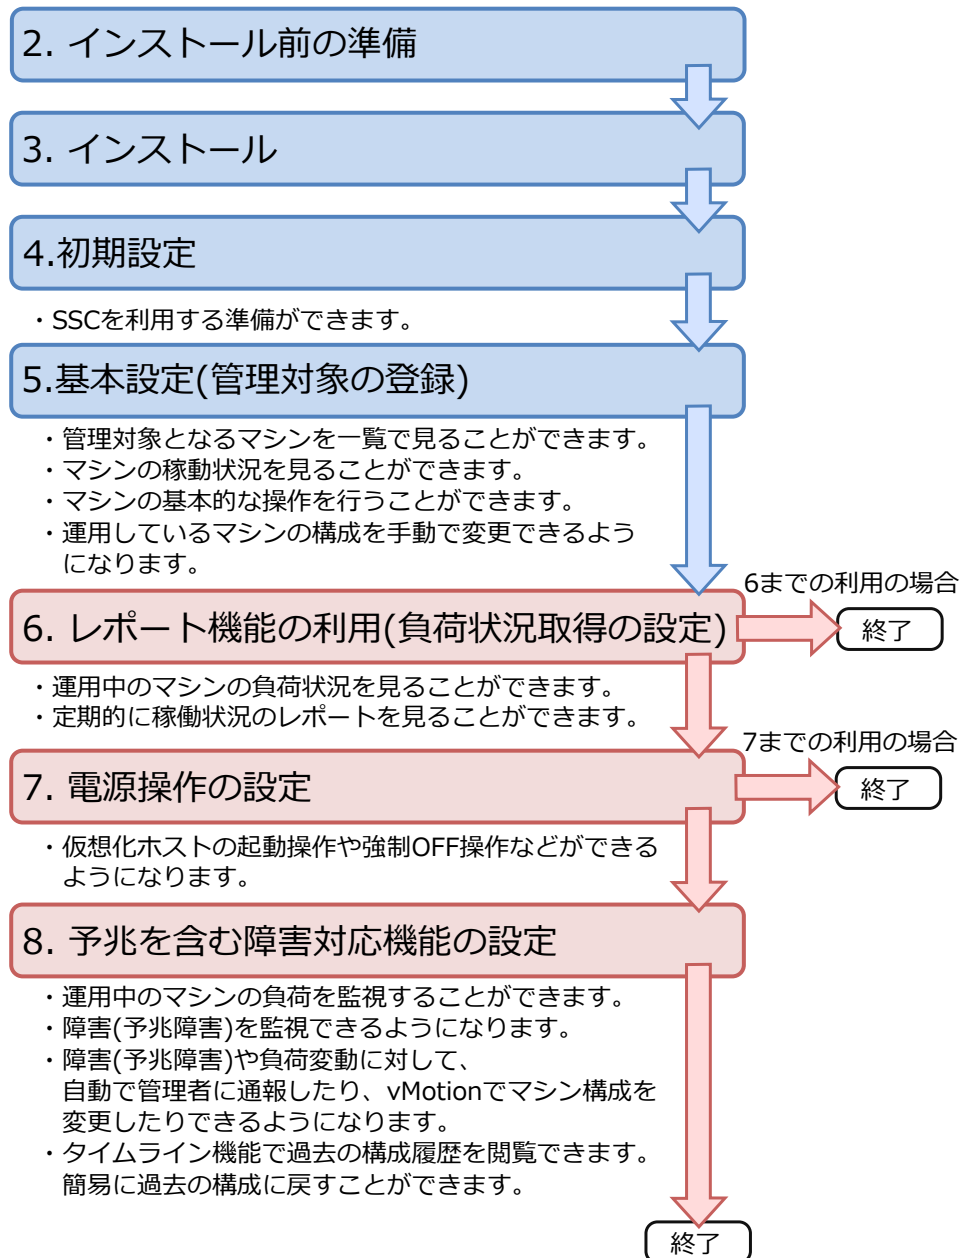 2. インストール前の準備
3. インストール
4.初期設定
・SSCを利用する準備ができます。
5.基本設定(管理対象の登録)
・管理対象となるマシンを一覧で見ることができます。
・マシンの稼動状況を見ることができます。
・マシンの基本的な操作を行うことができます。
・運用しているマシンの構成を手動で変更できるよう
になります。
6までの利用の場合
6. レポート機能の利用(負荷状況取得の設定)
終了
・運用中のマシンの負荷状況を見ることができます。
・定期的に稼働状況のレポートを見ることができます。
7までの利用の場合
7. 電源操作の設定
終了
・仮想化ホストの起動操作や強制OFF操作などができる
ようになります。
8. 予兆を含む障害対応機能の設定
・運用中のマシンの負荷を監視することができます。
・障害(予兆障害)を監視できるようになります。
・障害(予兆障害)や負荷変動に対して、
自動で管理者に通報したり、vMotionでマシン構成を
変更したりできるようになります。
・タイムライン機能で過去の構成履歴を閲覧できます。
簡易に過去の構成に戻すことができます。
終了